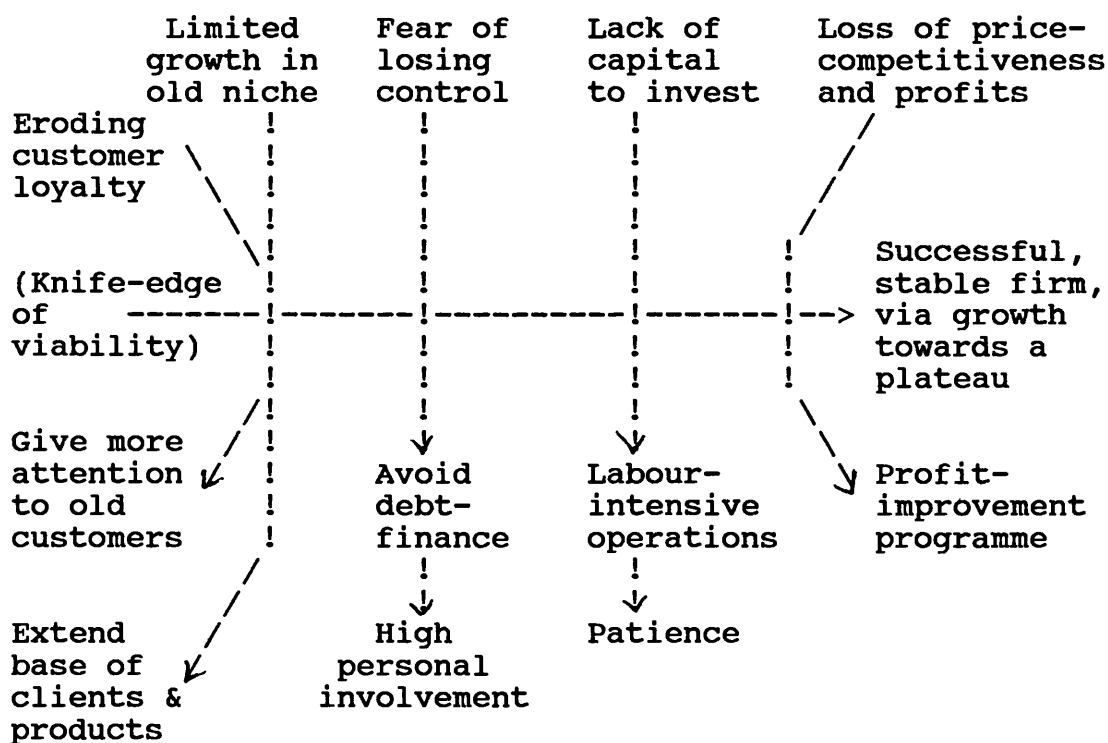 Limited
growth in
old niche
Fear of
losing
control
Lack of
capital
to invest
Loss of price-
competitiveness
and profits
Eroding
customer
loyalty
(Knife-edge
of
viability)
Successful,
stable firm,
via growth
towards a
plateau
Give more
attention
to old
customers
Avoid
debt-
finance
Labour-
intensive
operations
Profit-
improvement
programme
Extend
base of
clients &
products
High
personal
involvement
Patience